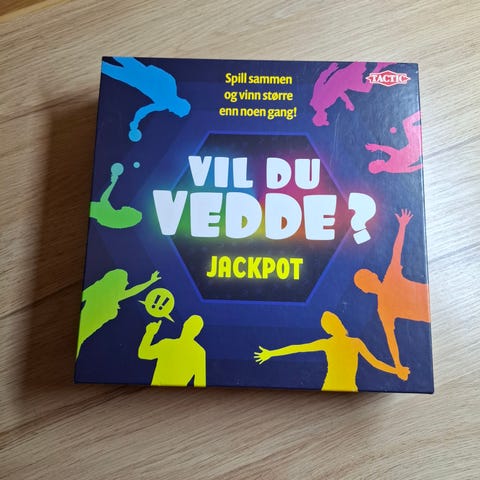 Spill sammen
og vinn større
enn noen gang!
TACTIC
VIL DU
VEDDE?
JACKPOT
!!